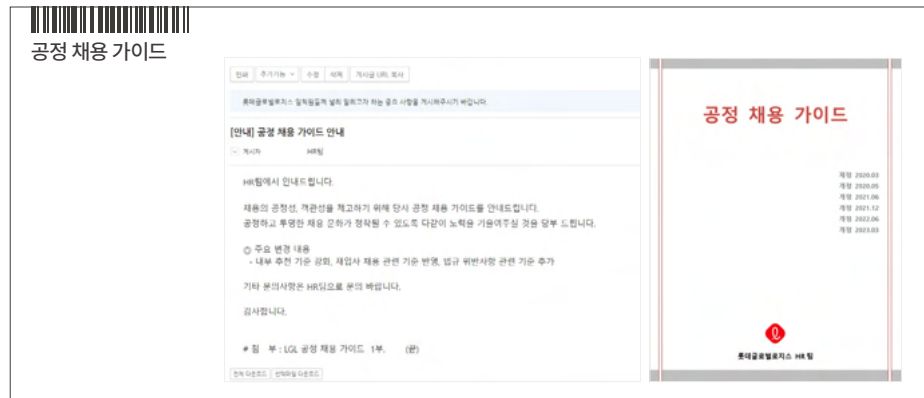 공정 채용 가이드
인쇄 추가기능 수정 삭제 게시글 URL 복사
롯데글로벌로지스 임직원들께 널리 알리고자 하는 공유 사항을 게시해주시기 바랍니다.
[안내] 공정 채용 가이드 안내
게시자 HR팀
HR팀에서 안내드립니다.
채용의 공정성, 객관성을 제고하기 위해 당사 공정 채용 가이드를 안내드립니다.
공정하고 투명한 채용 문화가 정착될 수 있도록 다같이 노력을 기울여주실 것을 당부 드립니다.
◎ 주요 변경 내용
- 내부 추천 기준 강화, 재입사 채용 관련 기준 반영, 법규 위반사항 관련 기준 추가
기타 문의사항은 HR팀으로 문의 바랍니다.
감사합니다.
# 첨 부 : LGL 공정 채용 가이드 1부. (끝)
전체 다운로드 선택파일 다운로드
공정 채용 가이드
제정 2020.03
개정 2020.05
개정 2021.06
개정 2021.12
개정 2022.06
개정 2023.03
롯데글로벌로지스 HR팀